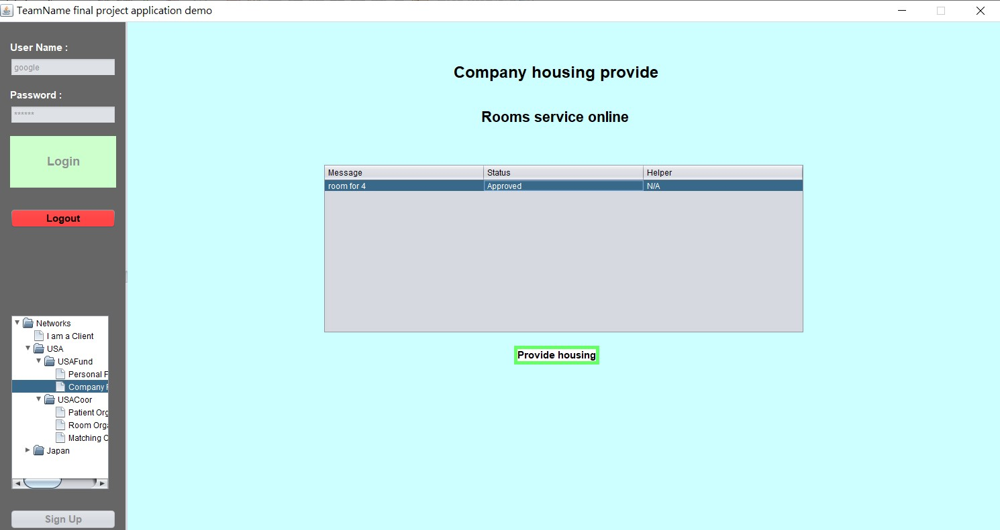 TeamName final project application demo
User Name :
google
Password :
******
Login
Logout
Networks
I am a Client
USA
USAFund
Personal F
Company F
USACoor
Patient Org
Room Orga
Matching O
Japan
Sign Up
Company housing provide
Rooms service online
Message Status Helper
room for 4 Approved N/A
Provide housing